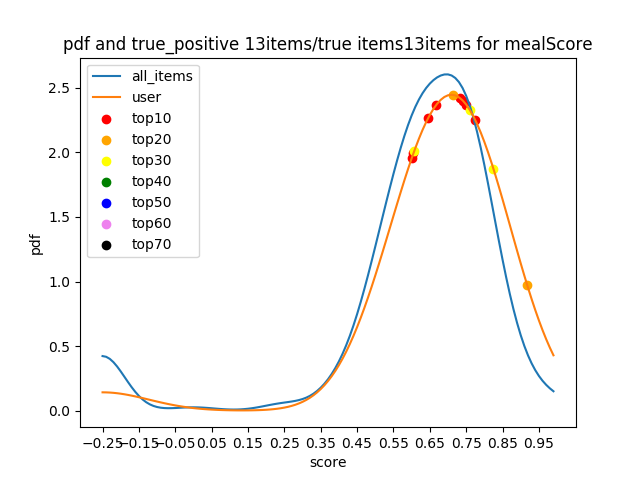 pdf and true_positive 13items/true items13items for mealScore
all_items
user
top10
top20
top30
top40
top50
top60
top70
pdf
2.5
2.0
1.5
1.0
0.5
0.0
−0.25 −0.15 −0.05 0.05 0.15 0.25 0.35 0.45 0.55 0.65 0.75 0.85 0.95
score